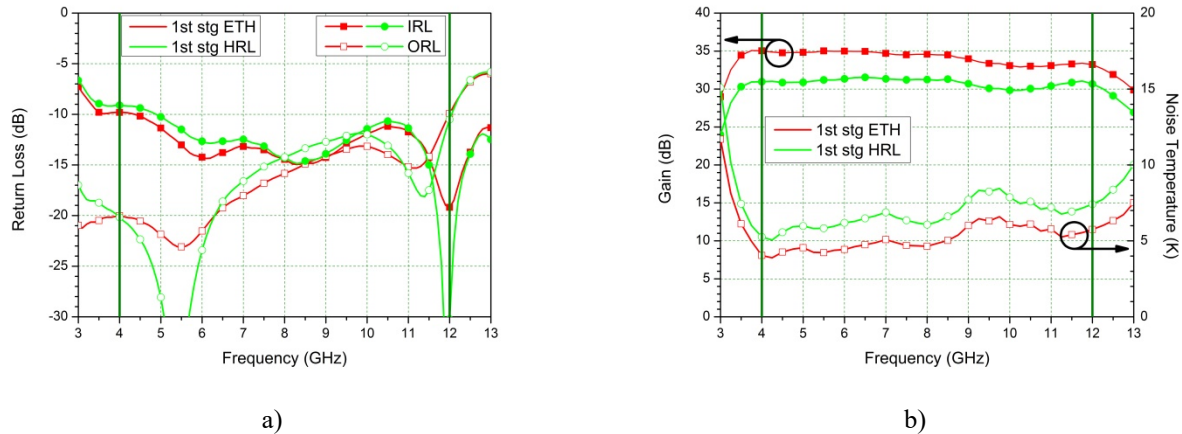 1st stg ETH
1st stg HRL
IRL
ORL
Return Loss (dB)
0
-5
-10
-15
-20
-25
-30
3 4 5 6 7 8 9 10 11 12 13
Frequency (GHz)
a)
1st stg ETH
1st stg HRL
Gain (dB)
45
40
35
30
25
20
15
10
5
0
Noise Temperature (K)
20
15
10
5
0
3 4 5 6 7 8 9 10 11 12 13
Frequency (GHz)
b)